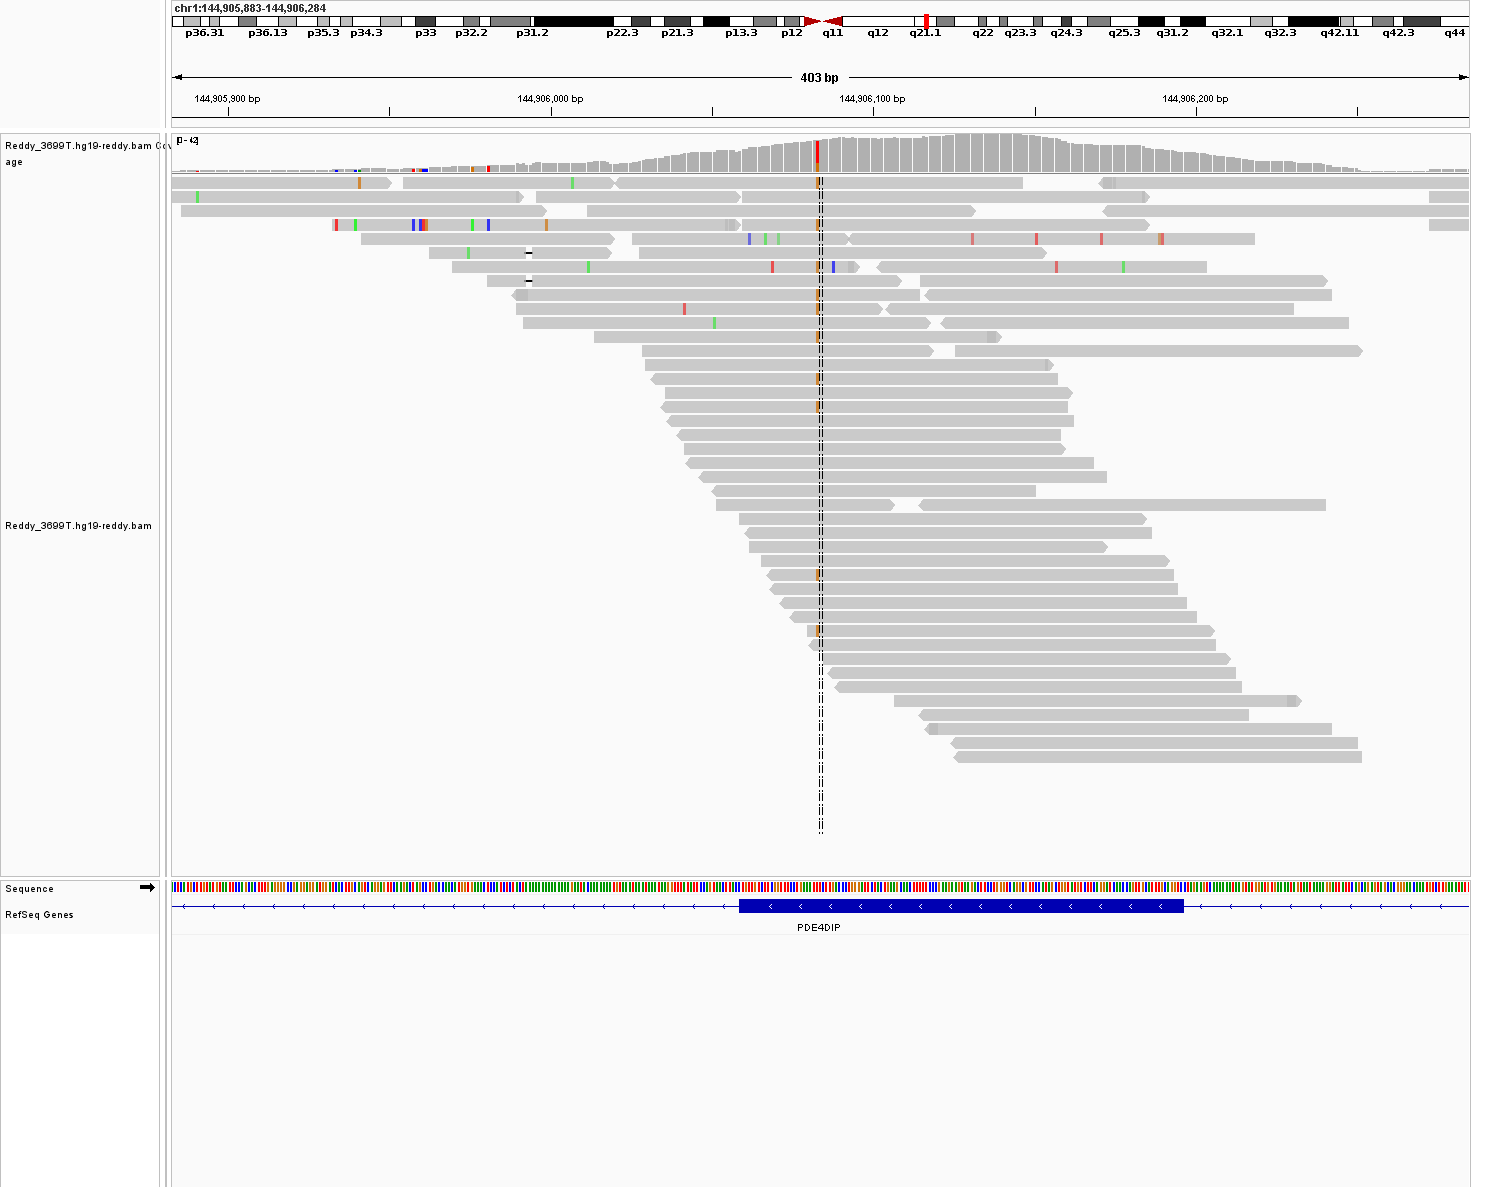 chr1:144,905,883-144,906,284
p36.31 p36.13 p35.3 p34.3 p33 p32.2 p31.2 p22.3 p21.3 p13.3 p12 q11 q12 q21.1 q22 q23.3 q24.3 q25.3 q31.2 q32.1 q32.3 q42.11 q42.3 q44
403 bp
144,905,900 bp 144,906,000 bp 144,906,100 bp 144,906,200 bp
[0 - 42]
Reddy_3699T.hg19-reddy.bam Cov
age
Reddy_3699T.hg19-reddy.bam
Sequence
RefSeq Genes
PDE4DIP